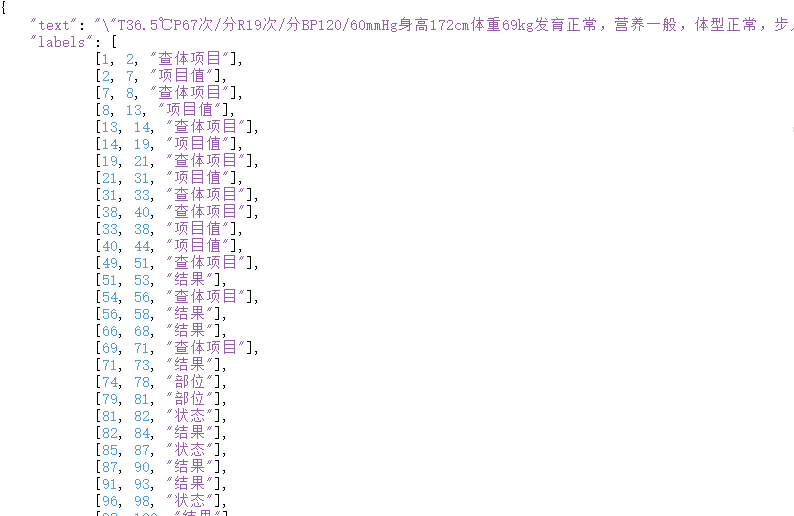 {
"text": "\"T36.5℃P67次/分R19次/分BP120/60mmHg身高172cm体重69kg发育正常，营养一般，体型正常，步
"labels": [
[1, 2, "查体项目"],
[2, 7, "项目值"],
[7, 8, "查体项目"],
[8, 13, "项目值"],
[13, 14, "查体项目"],
[14, 19, "项目值"],
[19, 21, "查体项目"],
[21, 31, "项目值"],
[31, 33, "查体项目"],
[38, 40, "查体项目"],
[33, 38, "项目值"],
[40, 44, "项目值"],
[49, 51, "查体项目"],
[51, 53, "结果"],
[54, 56, "查体项目"],
[56, 58, "结果"],
[66, 68, "结果"],
[69, 71, "查体项目"],
[71, 73, "结果"],
[74, 78, "部位"],
[79, 81, "部位"],
[81, 82, "状态"],
[82, 84, "结果"],
[85, 87, "状态"],
[87, 90, "结果"],
[91, 93, "结果"],
[96, 98, "状态"],
[98, 100, "结果"]